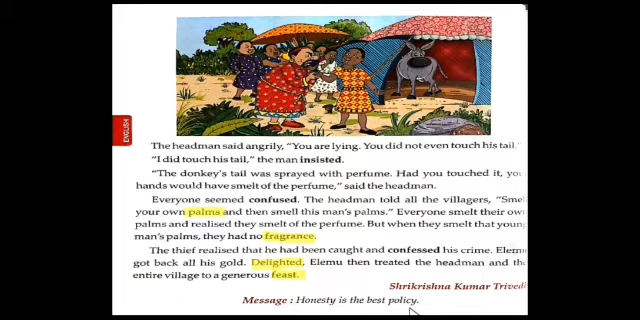 ENGLISH
The headman said angrily, "You are lying. You did not even touch his tail."
"I did touch his tail," the man insisted.
"The donkey's tail was sprayed with perfume. Had you touched it, you
hands would have smelt of the perfume," said the headman.
Everyone seemed confused. The headman told all the villagers, "Smel
your own palms and then smell this man's palms." Everyone smelt their own
palms and realised they smelt of the perfume. But when they smelt that young
man's palms, they had no fragrance.
The thief realised that he had been caught and confessed his crime. Elemu
got back all his gold. Delighted, Elemu then treated the headman and the
entire village to a generous feast.
Shrikrishna Kumar Trivedi
Message : Honesty is the best policy.